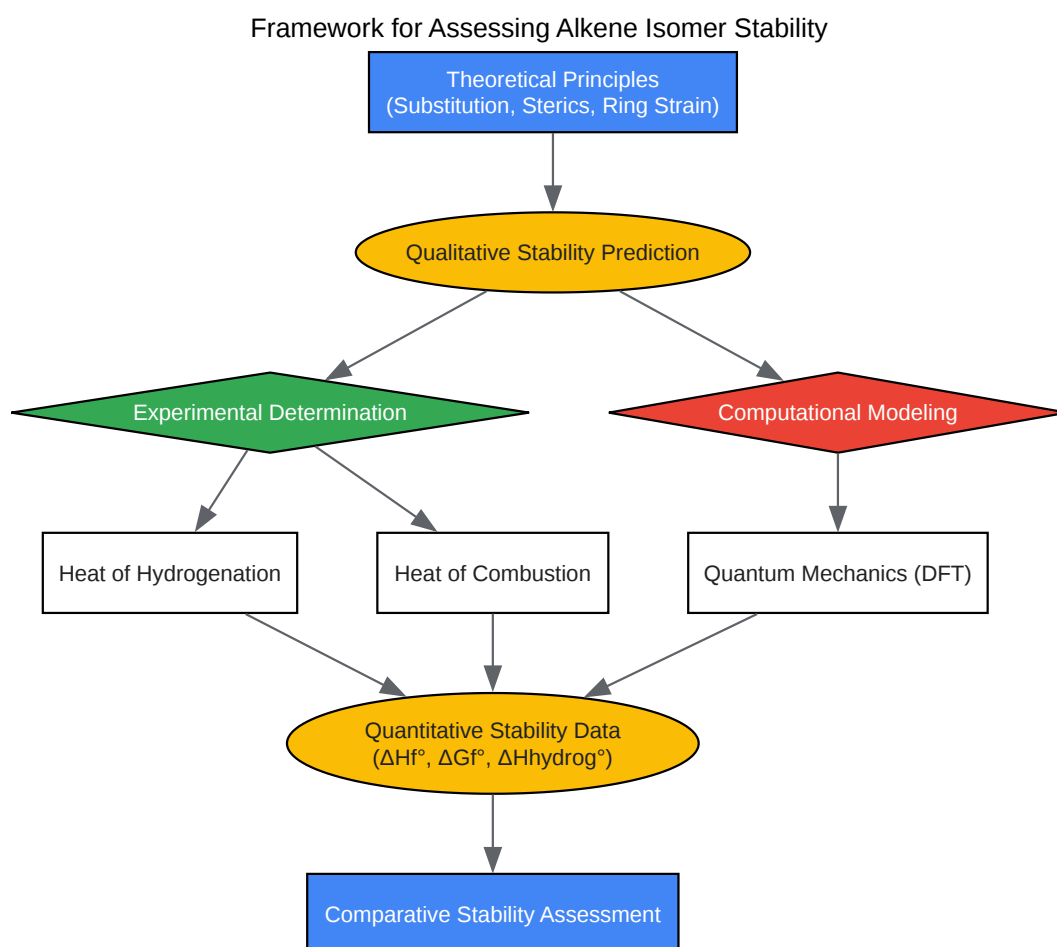 Framework for Assessing Alkene Isomer Stability
Theoretical Principles
(Substitution, Sterics, Ring Strain)
Qualitative Stability Prediction
Experimental Determination
Computational Modeling
Heat of Hydrogenation
Heat of Combustion
Quantum Mechanics (DFT)
Quantitative Stability Data
(ΔHf°, ΔGf°, ΔHhydrog°)
Comparative Stability Assessment